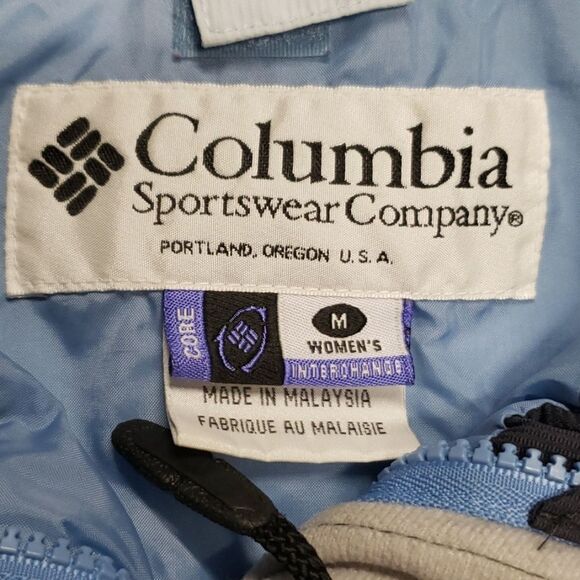 Columbia
Sportswear Company®
PORTLAND, OREGON U.S.A.
CORE
M
WOMEN'S
INTERCHANGE
MADE IN MALAYSIA
FABRIQUE AU MALAISIE